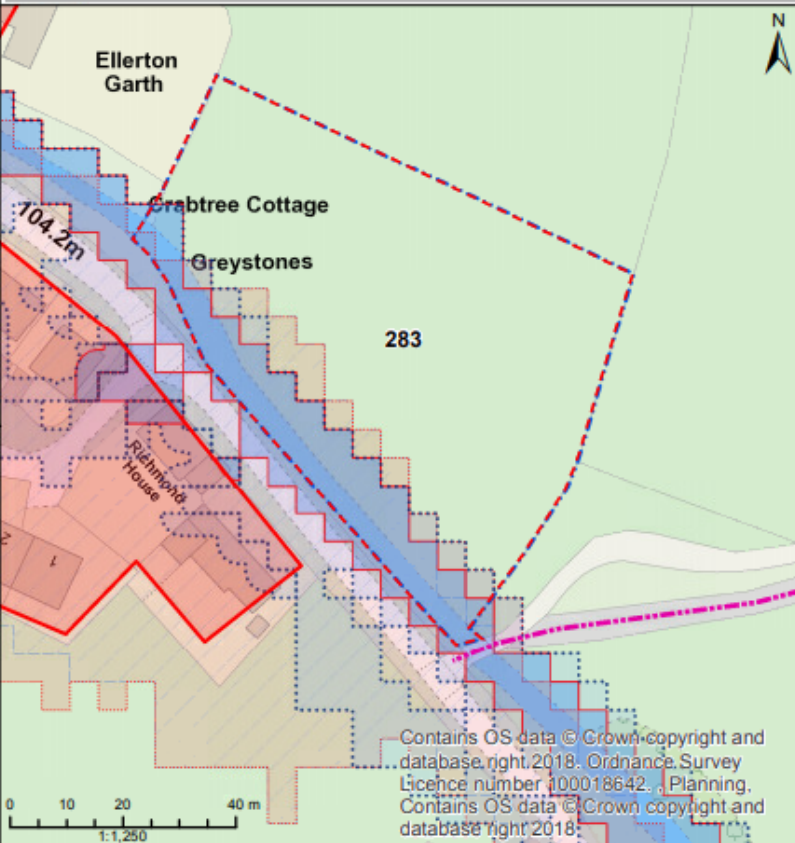 N
Ellerton
Garth
Crabtree Cottage
104.2m
Greystones
283
Richmond
House
2
1
Contains OS data © Crown copyright and
database right 2018. Ordnance Survey
Licence number 100018642. , Planning,
Contains OS data © Crown copyright and
database right 2018
0 10 20 40 m
1:1,250